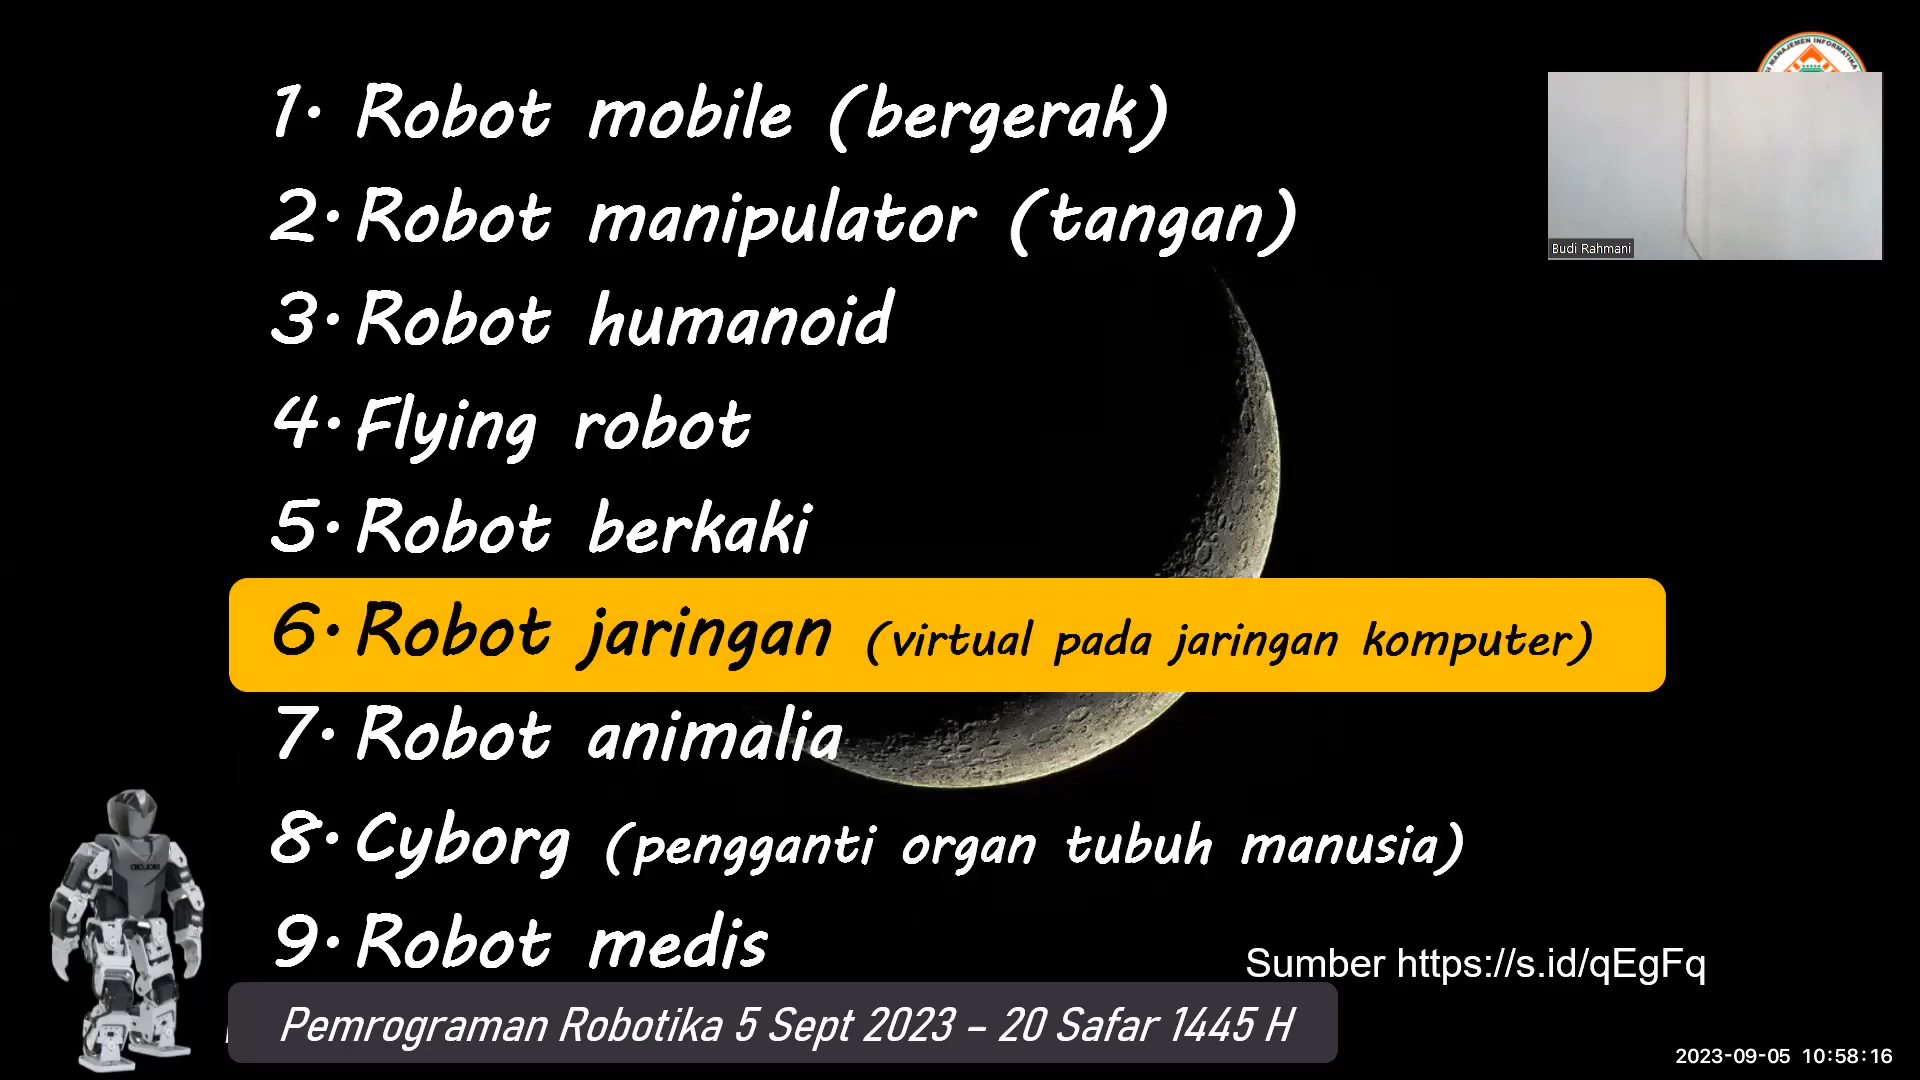 1. Robot mobile (bergerak)
2. Robot manipulator (tangan)
3. Robot humanoid
4. Flying robot
5. Robot berkaki
6. Robot jaringan (virtual pada jaringan komputer)
7. Robot animalia
8. Cyborg (pengganti organ tubuh manusia)
9. Robot medis
Sumber https://s.id/qEgFq
Pemrograman Robotika 5 Sept 2023 – 20 Safar 1445 H
MANAJEMEN INFORMATIKA
Budi Rahmani
2023-09-05 10:58:16